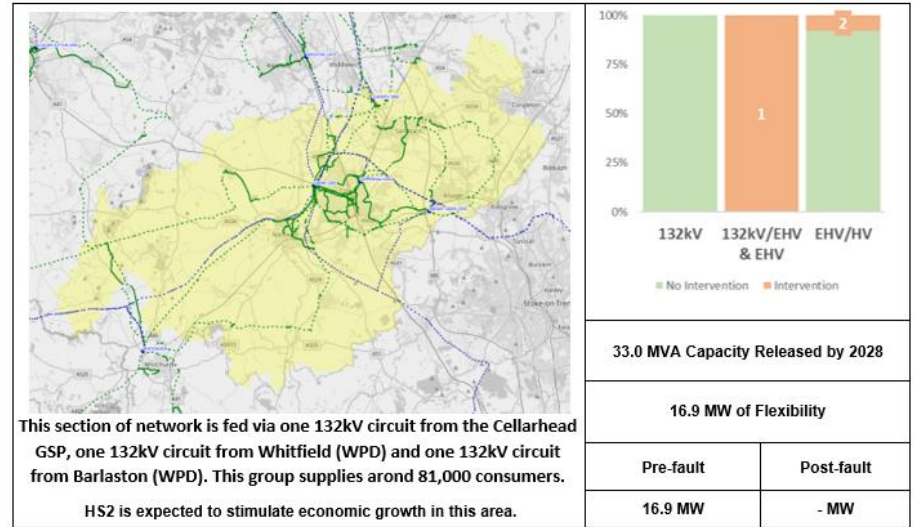 Congleton
Stoke-on-Tren
This section of network is fed via one 132kV circuit from the Cellarhead
GSP, one 132kV circuit from Whitfield (WPD) and one 132kV circuit
from Barlaston (WPD). This group supplies arond 81,000 consumers.
HS2 is expected to stimulate economic growth in this area.
100%
75%
50%
25%
0%
2
1
132kV
132kV/EHV
& EHV
EHV/HV
No Intervention
Intervention
33.0 MVA Capacity Released by 2028
16.9 MW of Flexibility
Pre-fault
Post-fault
16.9 MW
- MW